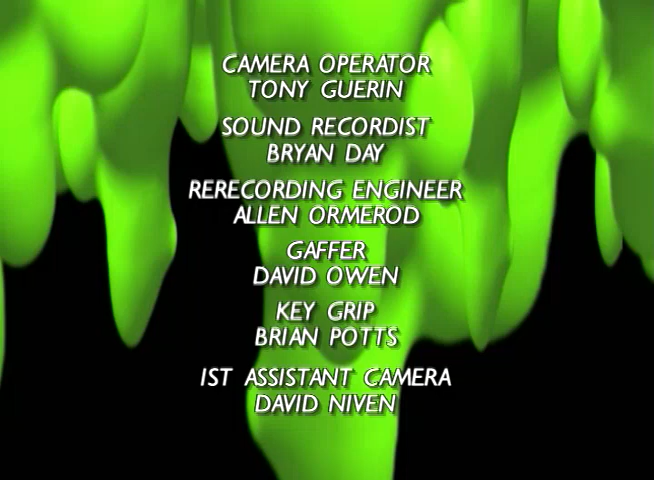 CAMERA OPERATOR
TONY GUERIN
SOUND RECORDIST
BRYAN DAY
RERECORDING ENGINEER
ALLEN ORMEROD
GAFFER
DAVID OWEN
KEY GRIP
BRIAN POTTS
1ST ASSISTANT CAMERA
DAVID NIVEN